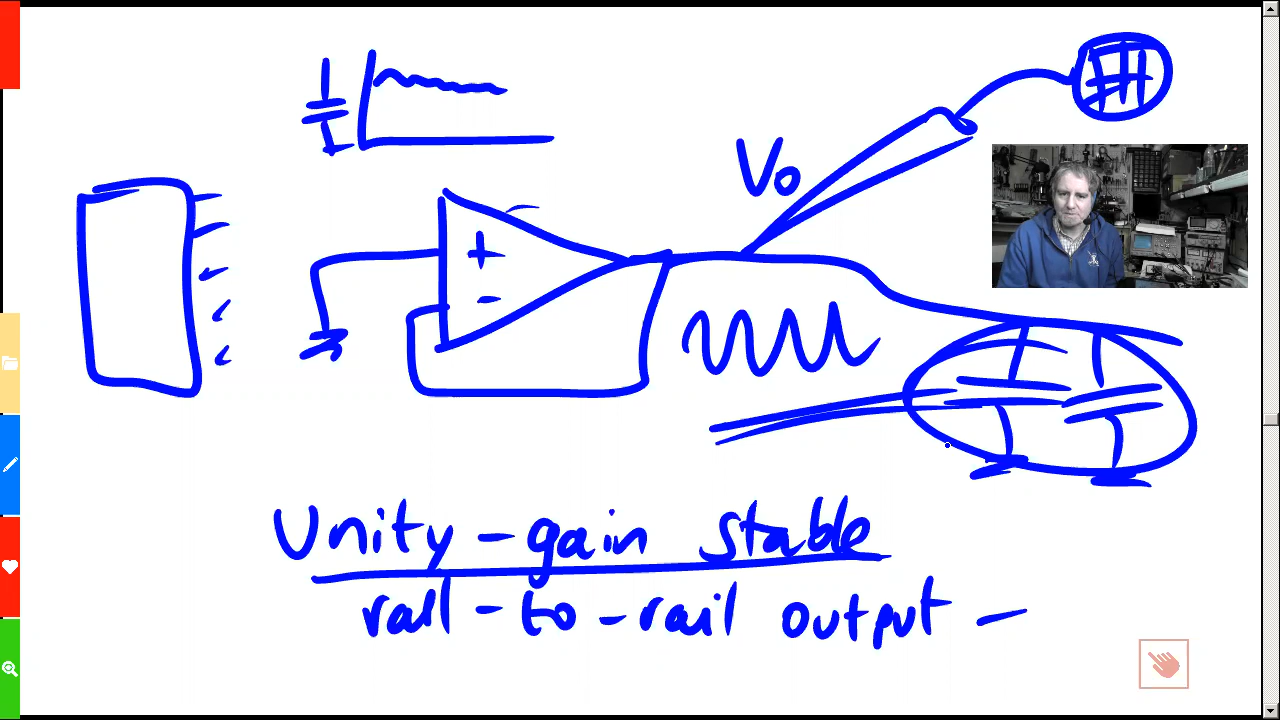 Vo
+
-
Unity-gain stable
rail-to-rail output -